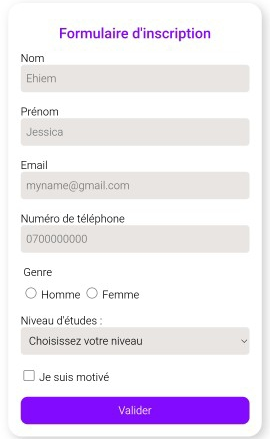 Formulaire d'inscription
Nom
Ehiem
Prénom
Jessica
Email
myname@gmail.com
Numéro de téléphone
0700000000
Genre
Homme Femme
Niveau d'études :
Choisissez votre niveau
Je suis motivé
Valider